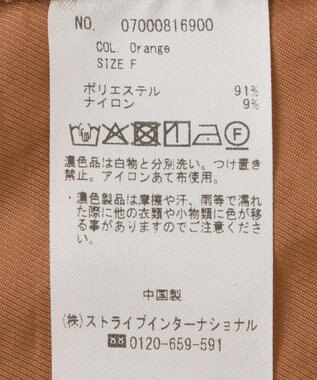 NO. 07000816900
COL. Orange
SIZE F
ポリエステル 91%
ナイロン 9%
濃色品は白物と分別洗い。つけ置き
禁止。アイロンあて布使用。
・濃色製品は摩擦や汗、雨等で濡れ
た際に他の衣類や小物類に色が移
る事がありますのでご注意くださ
い。
中国製
(株)ストライプインターナショナル
0120-659-591